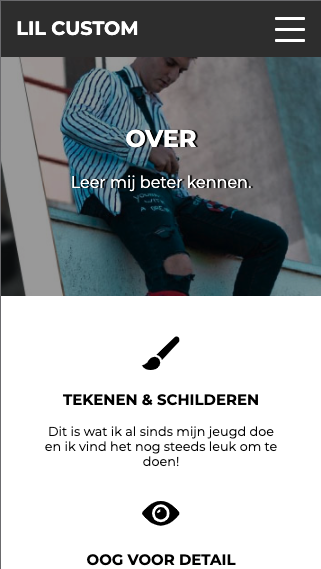 LIL CUSTOM
OVER
Leer mij beter kennen.
TEKENEN & SCHILDEREN
Dit is wat ik al sinds mijn jeugd doe
en ik vind het nog steeds leuk om te
doen!
OOG VOOR DETAIL